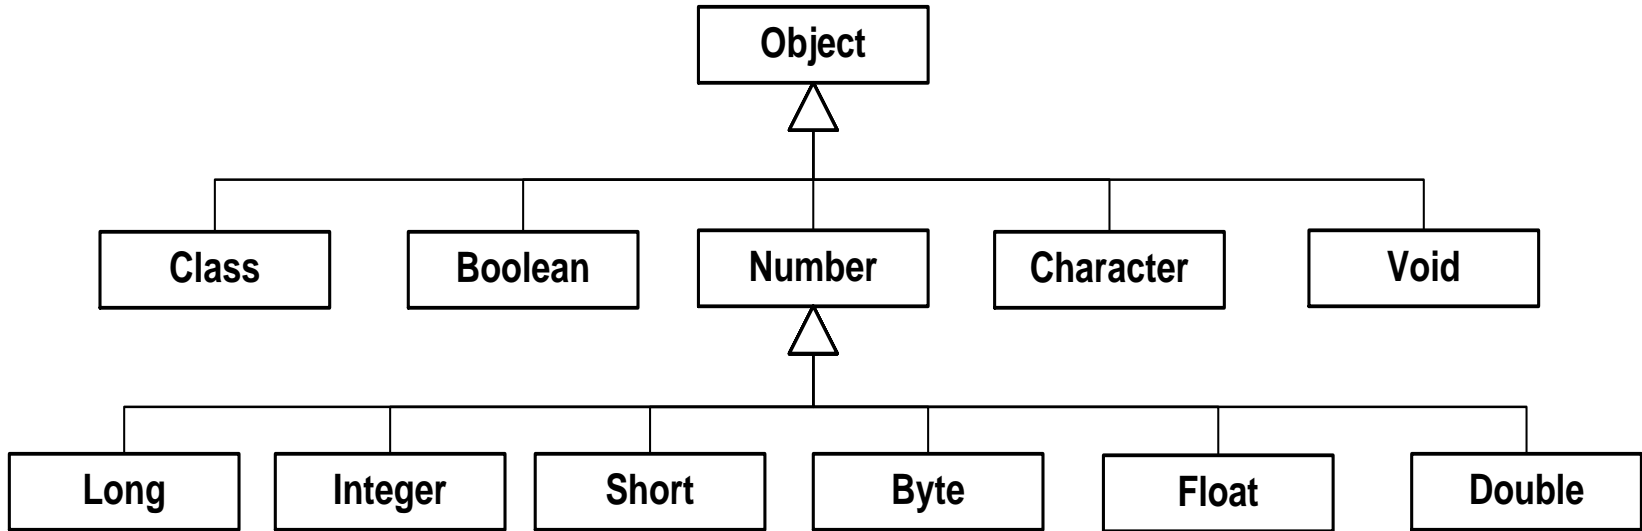 Object
Class Boolean Number Character Void
Long Integer Short Byte Float Double